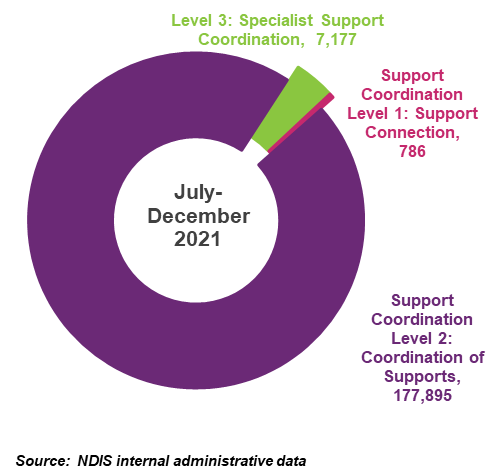 Level 3: Specialist Support
Coordination,  7,177
Support
Coordination
Level 1: Support
Connection,
786
July-
December
2021
Support
Coordination
Level 2:
Coordination of
Supports,
177,895
Source:  NDIS internal administrative data